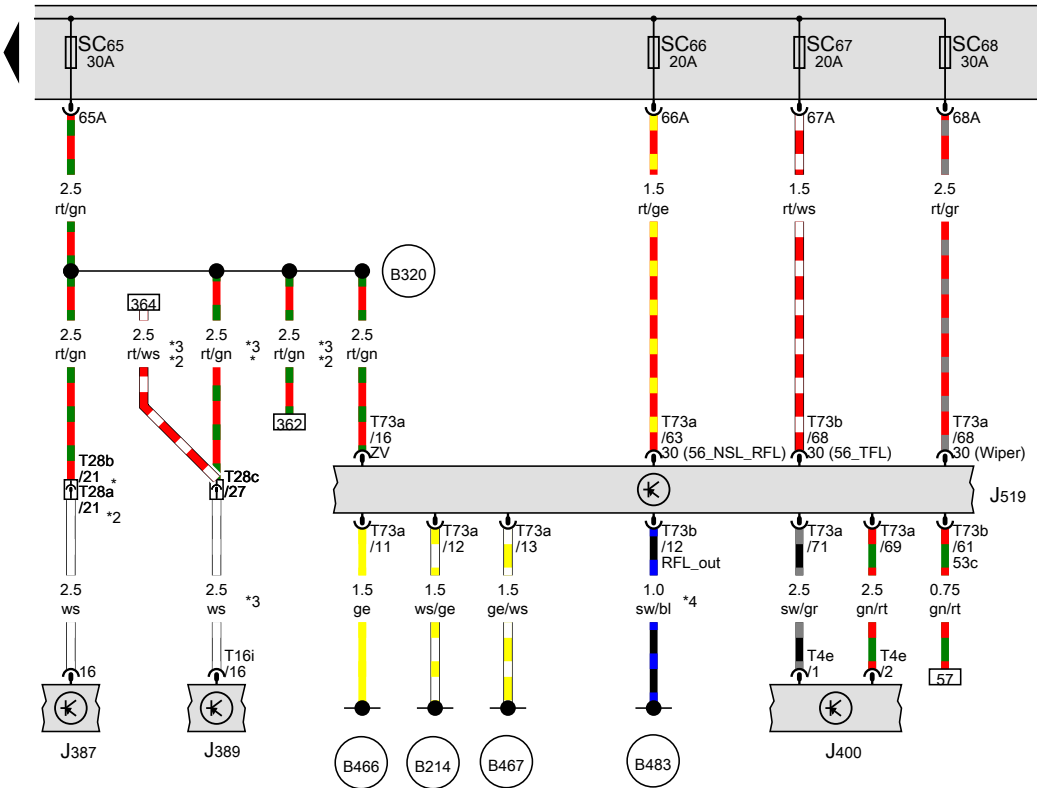 SC65 SC66 SC67 SC68
30A 20A 20A 30A
65A 66A 67A 68A
2.5 1.5 1.5 2.5
rt/gn rt/ge rt/ws rt/gr
B320
364
2.5 2.5 *3 2.5 *3 2.5 *3 2.5
rt/gn rt/ws *2 rt/gn * rt/gn *2 rt/gn
362
T73a T73a T73b T73a
/16 /63 /68 /68
ZV 30 (56_NSL_RFL) 30 (56_TFL) 30 (Wiper)
T28b T28c
/21 * /27
T28a
/21 *2
J519
T73a T73a T73a T73b T73a T73a T73b
/11 /12 /13 /12 /71 /69 /61
RFL_out 53c
2.5 2.5 *3 1.5 1.5 1.5 1.0 *4 2.5 2.5 0.75
ws ws ge ws/ge ge/ws sw/bl sw/gr gn/rt gn/rt
16 T16i T4e T4e
/16 /1 /2
57
J387 J389 J400
B466 B214 B467 B483